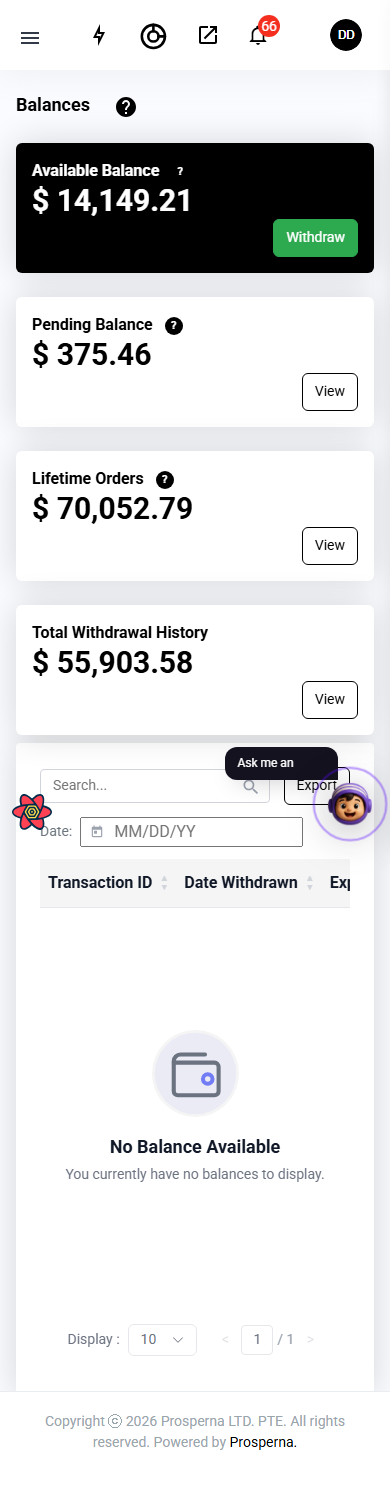 66
DD
Balances ?
Available Balance ?
$ 14,149.21
Withdraw
Pending Balance ?
$ 375.46
View
Lifetime Orders ?
$ 70,052.79
View
Total Withdrawal History
$ 55,903.58
View
Ask me an
Search...
Export
Date: MM/DD/YY
Transaction ID Date Withdrawn Exp
No Balance Available
You currently have no balances to display.
Display : 10 < 1 / 1 >
Copyright © 2026 Prosperna LTD. PTE. All rights
reserved. Powered by Prosperna.